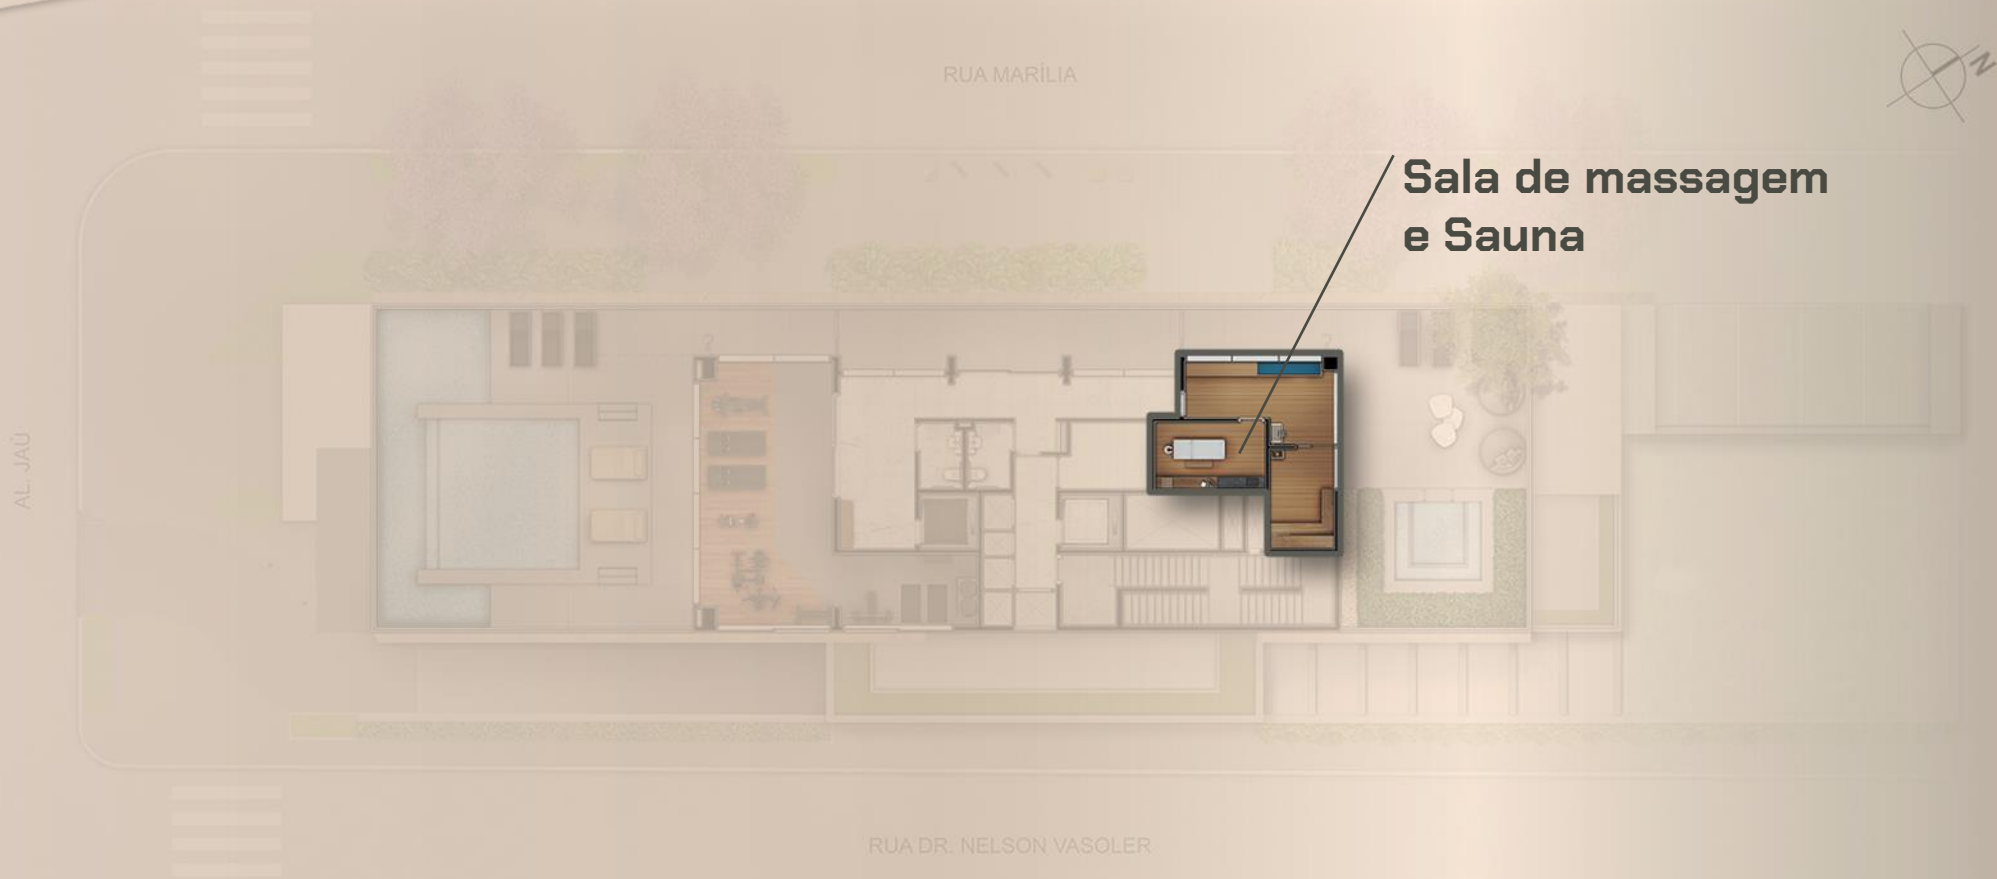 RUA MARÍLIA
N
Sala de massagem
e Sauna
AL. JAÚ
RUA DR. NELSON VASOLER